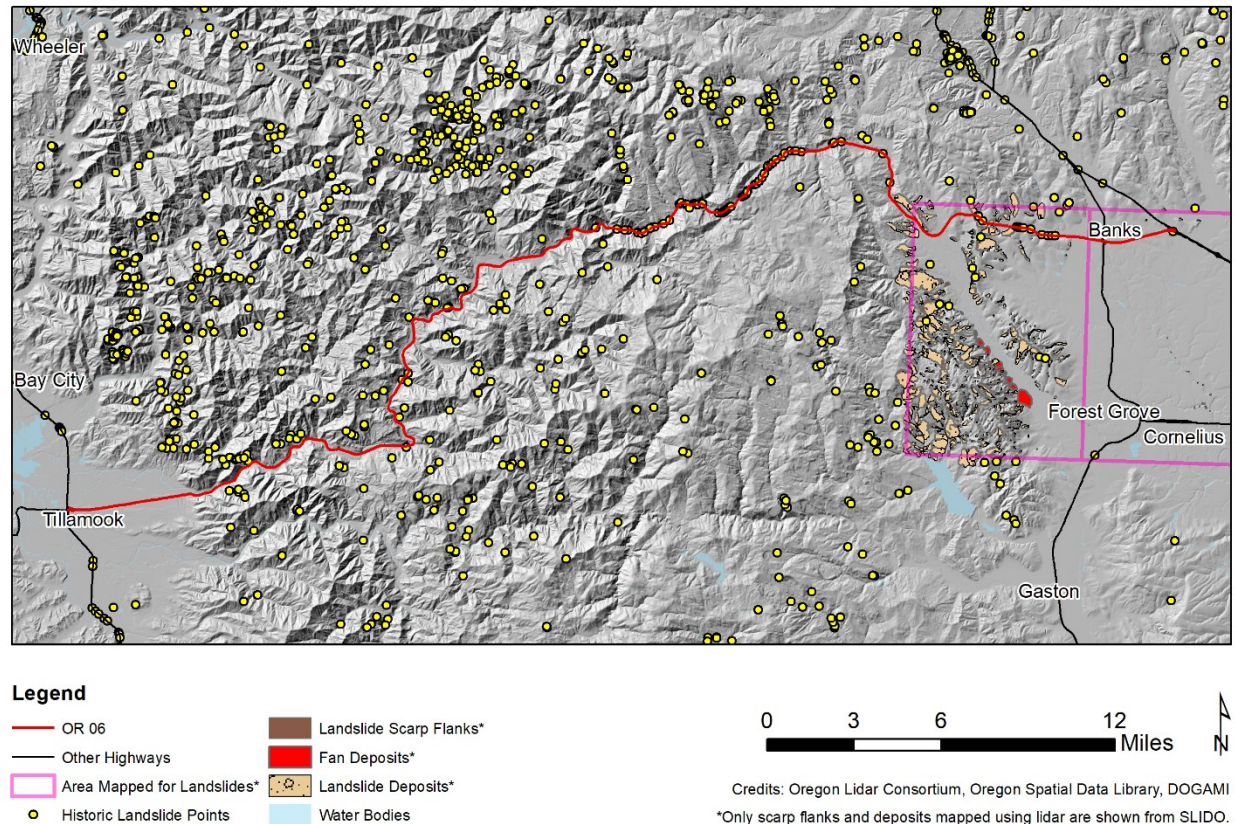 Wheeler
Banks
Bay City
Forest Grove
Cornelius
Tillamook
Gaston
Legend
OR 06
Other Highways
Area Mapped for Landslides*
Historic Landslide Points
Landslide Scarp Flanks*
Fan Deposits*
Landslide Deposits*
Water Bodies
0 3 6 12
Miles
N
Credits: Oregon Lidar Consortium, Oregon Spatial Data Library, DOGAMI
*Only scarp flanks and deposits mapped using lidar are shown from SLIDO.